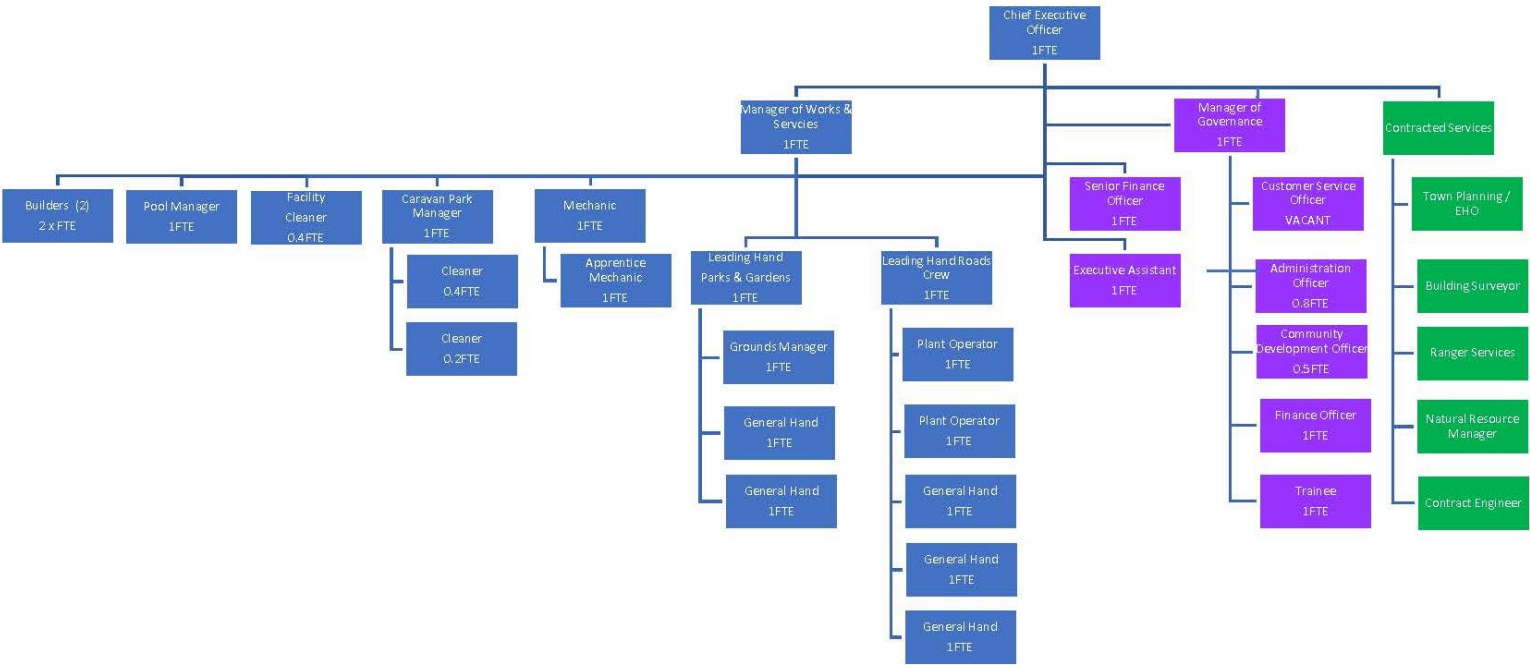 Chief Executive
Officer
1FTE
Manager of Works &
Servcies
1FTE
Manager of
Governance
1FTE
Contracted Services
Builders (2)
2 x FTE
Pool Manager
1FTE
Facility
Cleaner
0.4FTE
Caravan Park
Manager
1FTE
Mechanic
1FTE
Senior Finance
Officer
1FTE
Customer Service
Officer
VACANT
Town Planning /
EHO
Cleaner
0.4FTE
Apprentice
Mechanic
1FTE
Leading Hand
Parks & Gardens
1FTE
Leading Hand Roads
Crew
1FTE
Executive Assistant
1FTE
Administration
Officer
0.8FTE
Building Surveyor
Cleaner
0.2FTE
Grounds Manager
1FTE
Plant Operator
1FTE
Community
Development Officer
0.5FTE
Ranger Services
General Hand
1FTE
Plant Operator
1FTE
Finance Officer
1FTE
Natural Resource
Manager
General Hand
1FTE
General Hand
1FTE
Trainee
1FTE
Contract Engineer
General Hand
1FTE
General Hand
1FTE